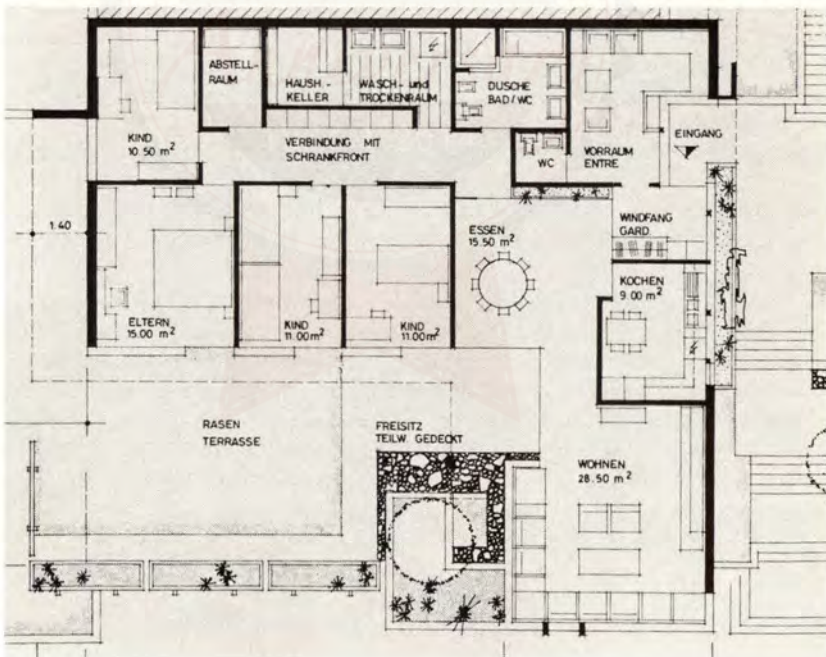 ABSTELL-
RAUM
HAUSH.-
KELLER
WASCH- und
TROCKENRAUM
DUSCHE
BAD/WC
KIND
10.50 m²
VERBINDUNG MIT
SCHRANKFRONT
WC
VORRAUM
ENTRE
EINGANG
1.40
ESSEN
15.50 m²
WINDFANG
GARD.
KOCHEN
9.00 m²
ELTERN
15.00 m²
KIND
11.00 m²
KIND
11.00 m²
RASEN
TERRASSE
FREISITZ
TEILW. GEDECKT
WOHNEN
28.50 m²